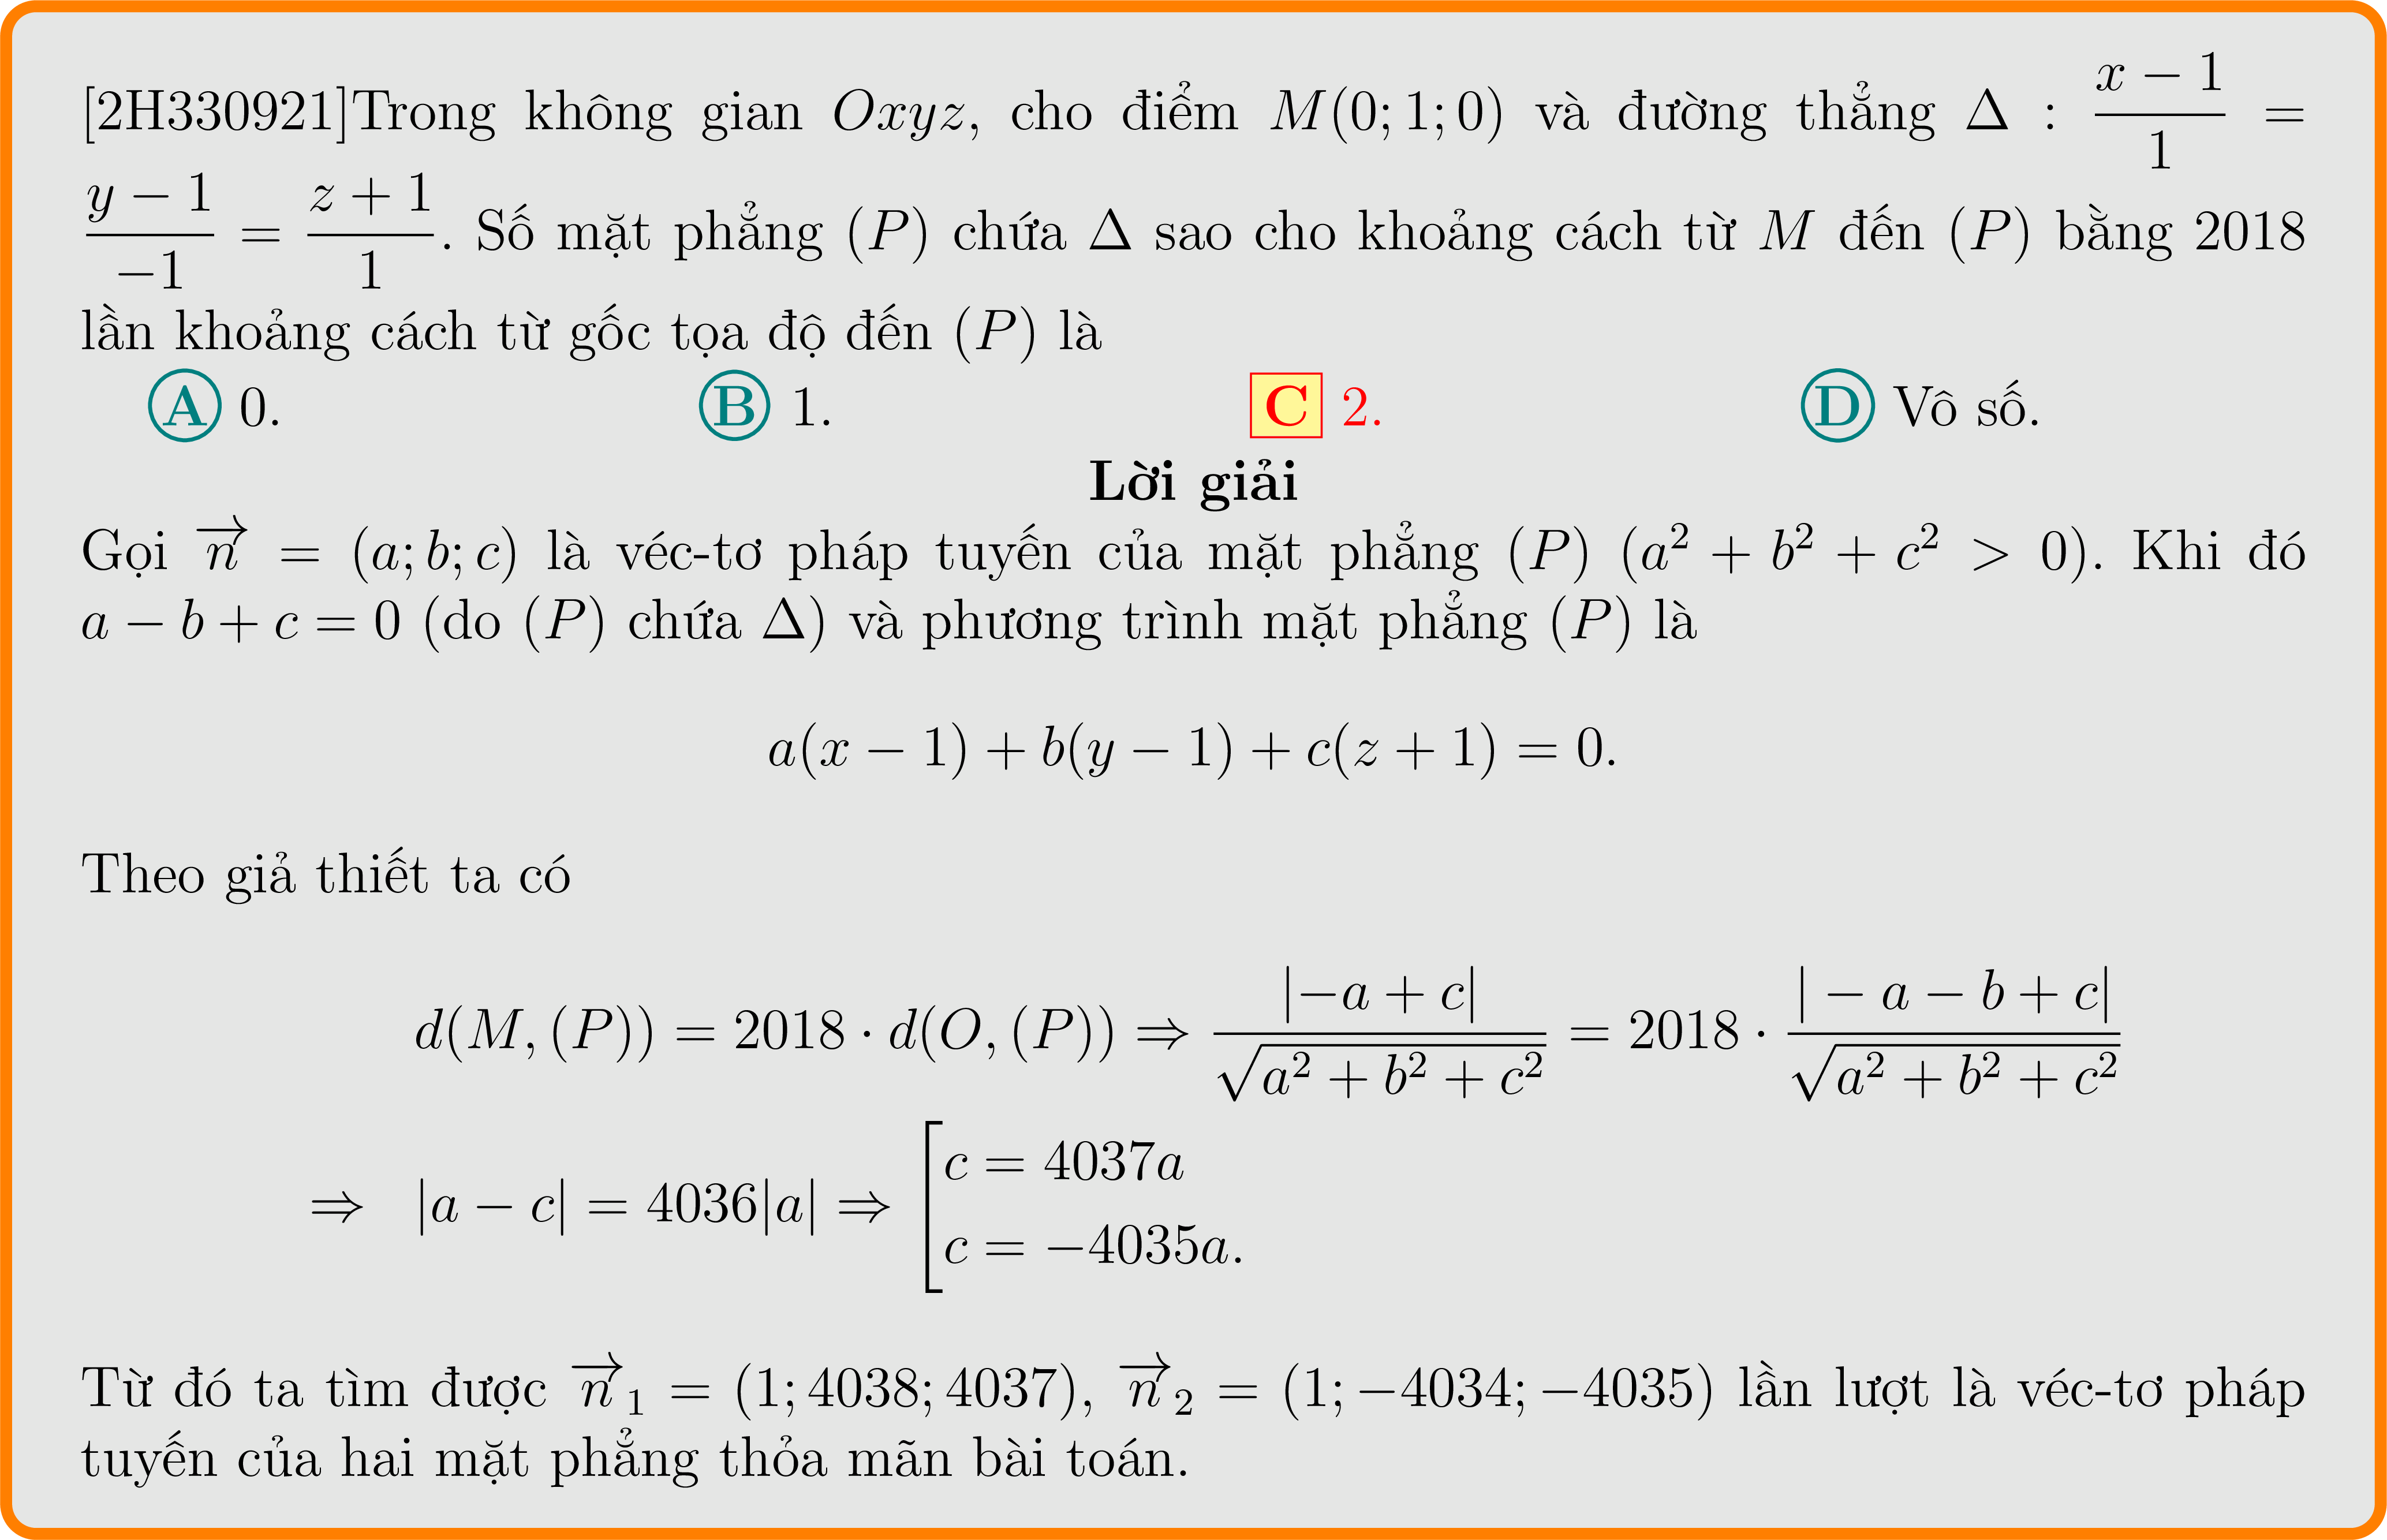 [2H330921]Trong không gian $Oxyz$, cho điểm $M(0;1;0)$ và đường thẳng $\Delta : \dfrac{x-1}{1} =$
$\dfrac{y-1}{-1} = \dfrac{z+1}{1}$. Số mặt phẳng $(P)$ chứa $\Delta$ sao cho khoảng cách từ $M$ đến $(P)$ bằng 2018
lần khoảng cách từ gốc tọa độ đến $(P)$ là
A 0. B 1. C 2. D Vô số.
Lời giải
Gọi $\overrightarrow{n} = (a;b;c)$ là véc-tơ pháp tuyến của mặt phẳng $(P)$ $(a^2+b^2+c^2>0)$. Khi đó
$a-b+c=0$ (do $(P)$ chứa $\Delta$) và phương trình mặt phẳng $(P)$ là
$a(x-1)+b(y-1)+c(z+1)=0.$
Theo giả thiết ta có
$d(M,(P)) = 2018 \cdot d(O,(P)) \Rightarrow \dfrac{|-a+c|}{\sqrt{a^2+b^2+c^2}} = 2018 \cdot \dfrac{|-a-b+c|}{\sqrt{a^2+b^2+c^2}}$
$\Rightarrow |a-c| = 4036|a| \Rightarrow \left[\begin{array}{l} c=4037a \\ c=-4035a. \end{array}\right.$
Từ đó ta tìm được $\overrightarrow{n}_1 = (1;4038;4037)$, $\overrightarrow{n}_2 = (1;-4034;-4035)$ lần lượt là véc-tơ pháp
tuyến của hai mặt phẳng thỏa mãn bài toán.